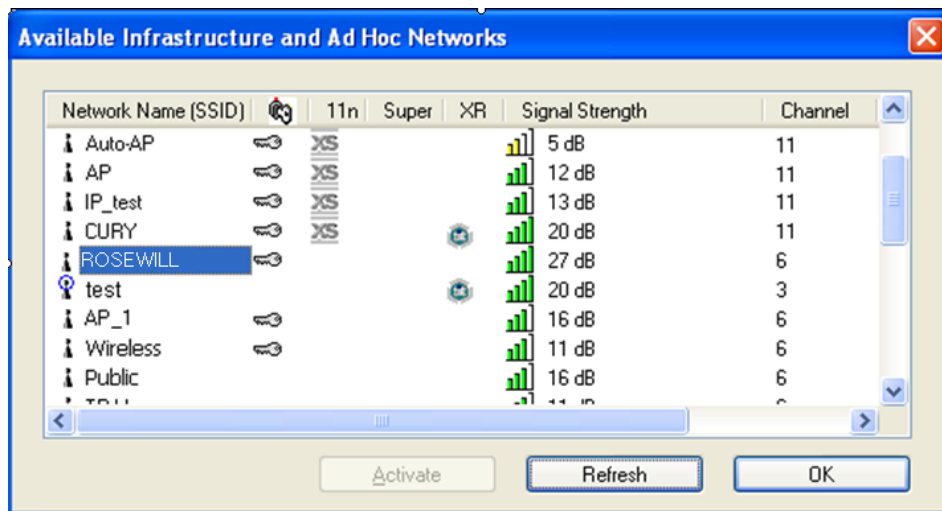 Available Infrastructure and Ad Hoc Networks
Network Name (SSID) 11n Super XR Signal Strength Channel
Auto-AP XS 5 dB 11
AP XS 12 dB 11
IP_test XS 13 dB 11
CURY XS 20 dB 11
ROSEWILL 27 dB 6
test 20 dB 3
AP_1 16 dB 6
Wireless 11 dB 6
Public 16 dB 6
Activate Refresh OK